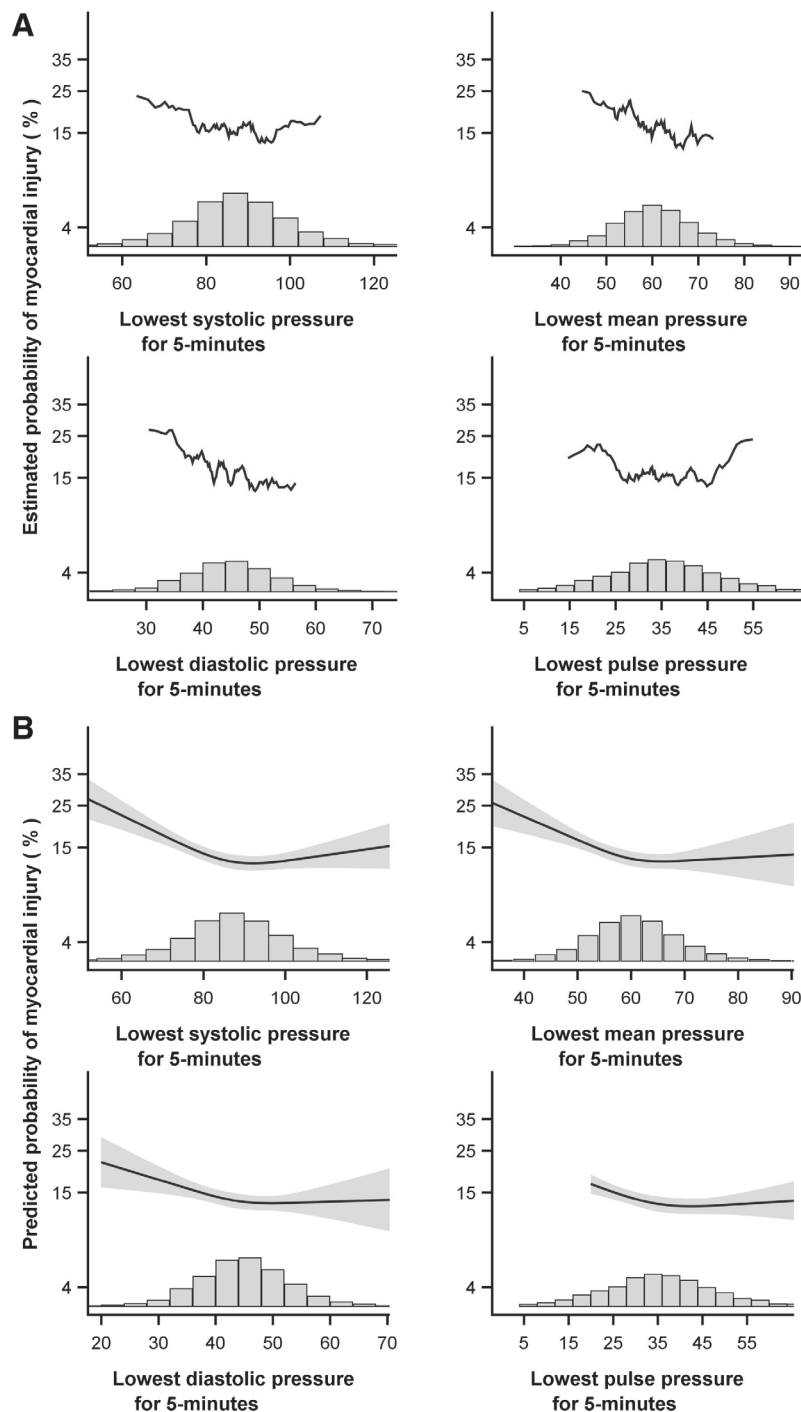 A
Estimated probability of myocardial injury ( % )
35
25
15
4
60 80 100 120
Lowest systolic pressure
for 5-minutes
35
25
15
4
40 50 60 70 80 90
Lowest mean pressure
for 5-minutes
35
25
15
4
30 40 50 60 70
Lowest diastolic pressure
for 5-minutes
35
25
15
4
5 15 25 35 45 55
Lowest pulse pressure
for 5-minutes
B
Predicted probability of myocardial injury ( % )
35
25
15
4
60 80 100 120
Lowest systolic pressure
for 5-minutes
35
25
15
4
40 50 60 70 80 90
Lowest mean pressure
for 5-minutes
35
25
15
4
20 30 40 50 60 70
Lowest diastolic pressure
for 5-minutes
35
25
15
4
5 15 25 35 45 55
Lowest pulse pressure
for 5-minutes